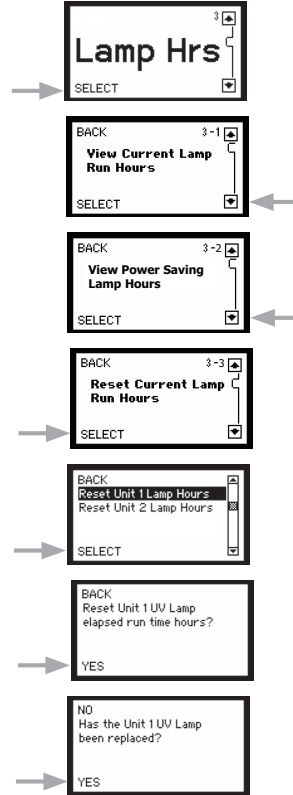 3
Lamp Hrs
SELECT
BACK 3-1
View Current Lamp
Run Hours
SELECT
BACK 3-2
View Power Saving
Lamp Hours
SELECT
BACK 3-3
Reset Current Lamp
Run Hours
SELECT
BACK
Reset Unit 1 Lamp Hours
Reset Unit 2 Lamp Hours
SELECT
BACK
Reset Unit 1 UV Lamp
elapsed run time hours?
YES
NO
Has the Unit 1 UV Lamp
been replaced?
YES